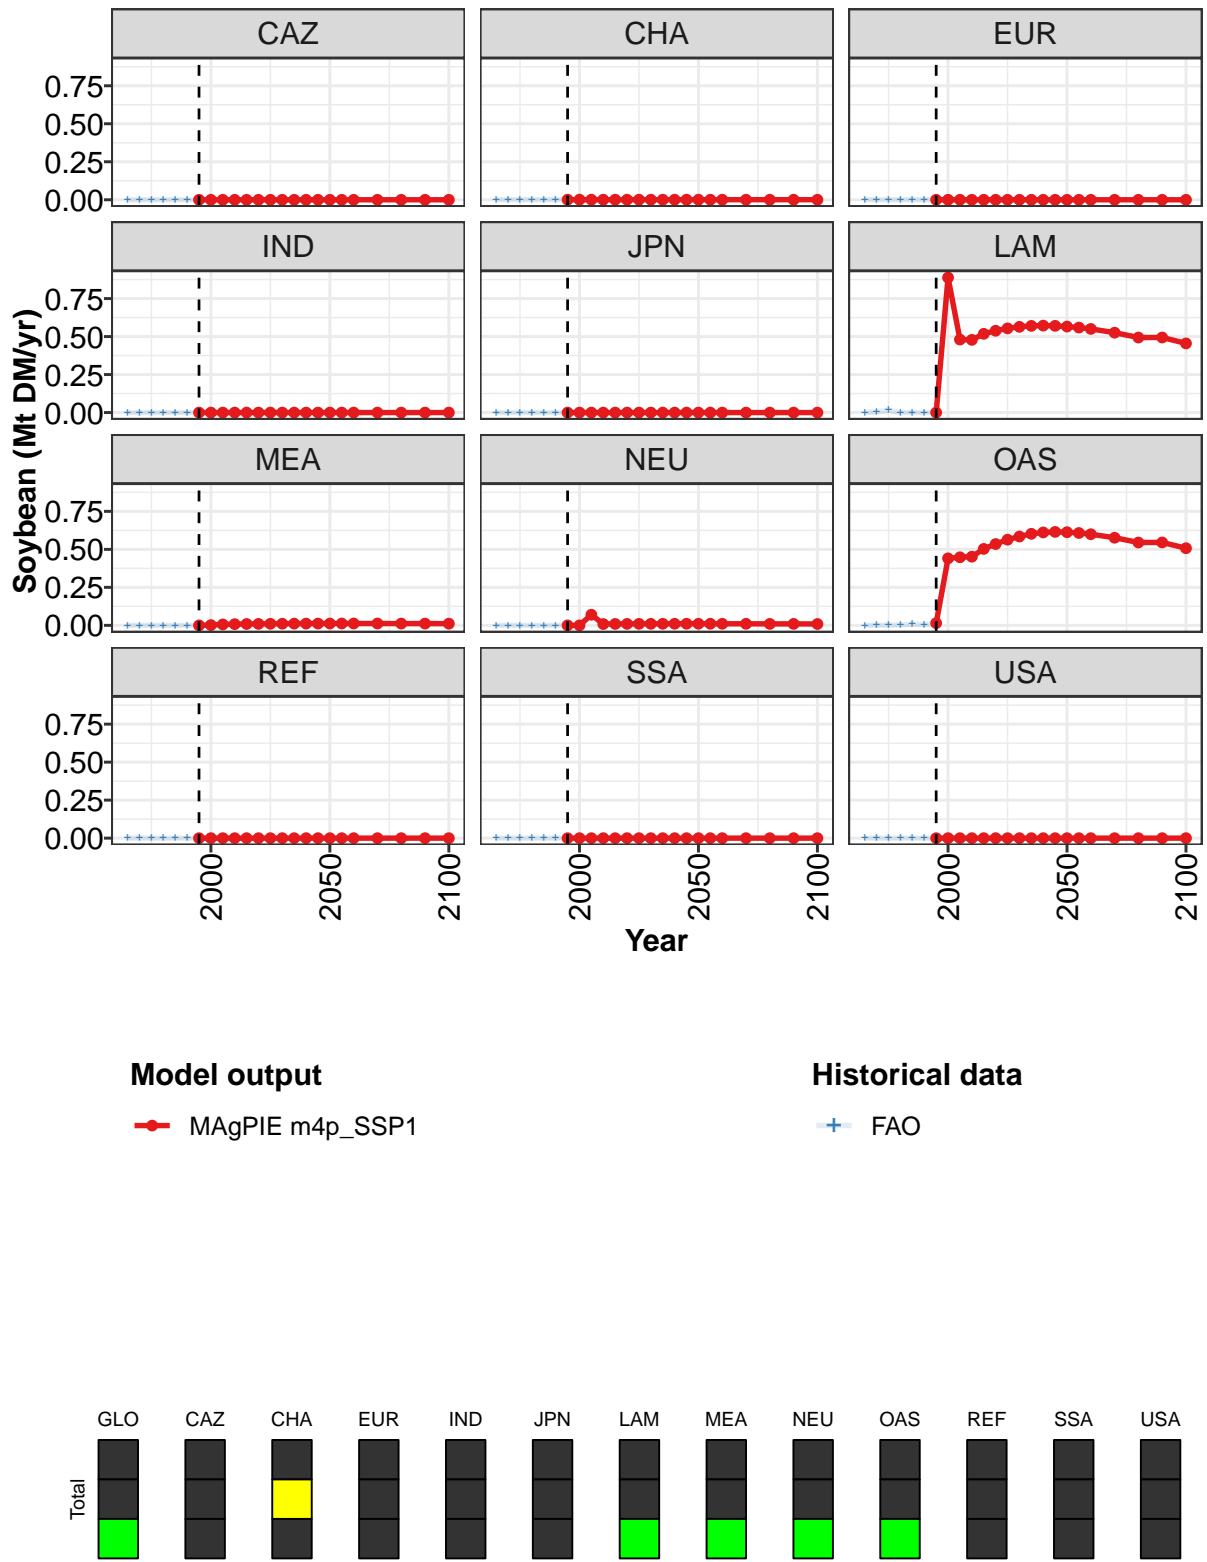 CAZ CHA EUR
0.75
0.50
0.25
0.00
IND JPN LAM
0.75
0.50
0.25
0.00
MEA NEU OAS
0.75
0.50
0.25
0.00
REF SSA USA
0.75
0.50
0.25
0.00
Soybean (Mt DM/yr)
2000 2050 2100 2000 2050 2100 2000 2050 2100
Year
Model output
MAgPIE m4p_SSP1
Historical data
FAO
GLO CAZ CHA EUR IND JPN LAM MEA NEU OAS REF SSA USA
Total